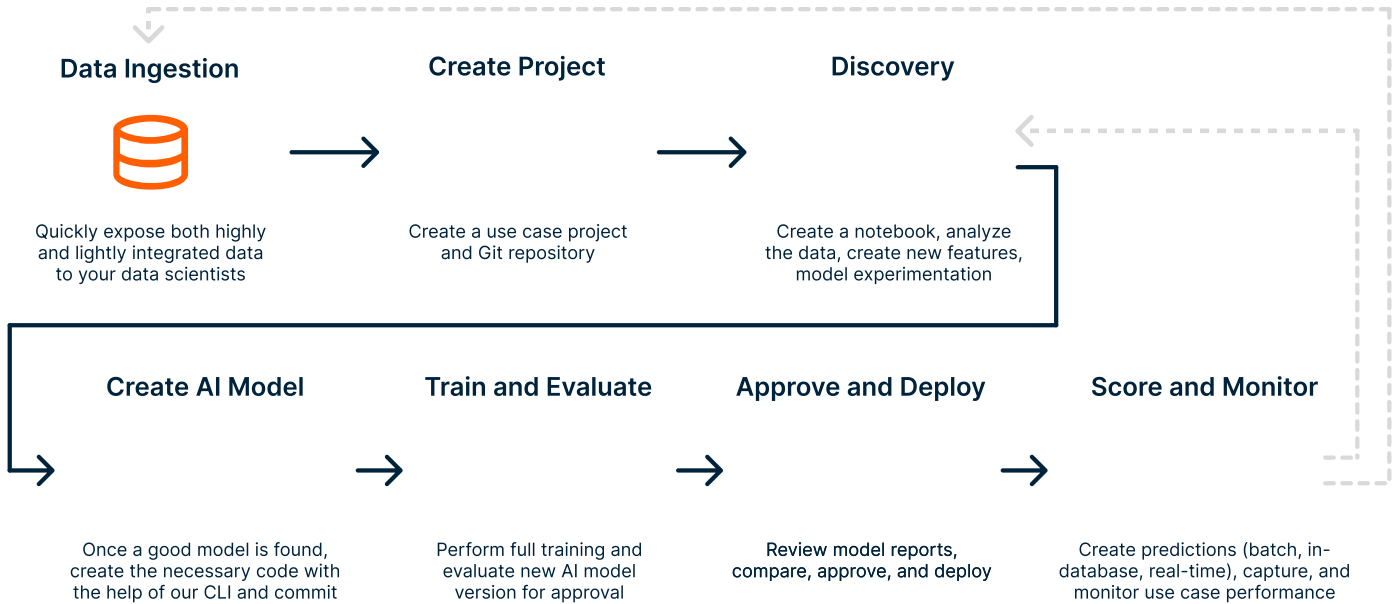 Data Ingestion
Quickly expose both highly
and lightly integrated data
to your data scientists
Create Project
Create a use case project
and Git repository
Discovery
Create a notebook, analyze
the data, create new features,
model experimentation
Create AI Model
Once a good model is found,
create the necessary code with
the help of our CLI and commit
Train and Evaluate
Perform full training and
evaluate new AI model
version for approval
Approve and Deploy
Review model reports,
compare, approve, and deploy
Score and Monitor
Create predictions (batch, in-
database, real-time), capture, and
monitor use case performance